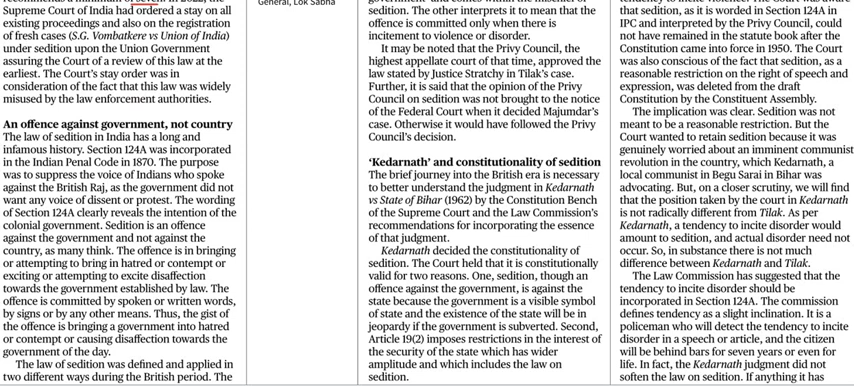 Supreme Court of India had ordered a stay on all
existing proceedings and also on the registration
of fresh cases (S.G. Vombatkere vs Union of India)
under sedition upon the Union Government
assuring the Court of a review of this law at the
earliest. The Court's stay order was in
consideration of the fact that this law was widely
misused by the law enforcement authorities.
An offence against government, not country
The law of sedition in India has a long and
infamous history. Section 124A was incorporated
in the Indian Penal Code in 1870. The purpose
was to suppress the voice of Indians who spoke
against the British Raj, as the government did not
want any voice of dissent or protest. The wording
of Section 124A clearly reveals the intention of the
colonial government. Sedition is an offence
against the government and not against the
country, as many think. The offence is in bringing
or attempting to bring in hatred or contempt or
exciting or attempting to excite disaffection
towards the government established by law. The
offence is committed by spoken or written words,
by signs or by any other means. Thus, the gist of
the offence is bringing a government into hatred
or contempt or causing disaffection towards the
government of the day.
The law of sedition was defined and applied in
two different ways during the British period. The
General, Lok Sabha
sedition. The other interprets it to mean that the
offence is committed only when there is
incitement to violence or disorder.
It may be noted that the Privy Council, the
highest appellate court of that time, approved the
law stated by Justice Stratchy in Tilak's case.
Further, it is said that the opinion of the Privy
Council on sedition was not brought to the notice
of the Federal Court when it decided Majumdar's
case. Otherwise it would have followed the Privy
Council's decision.
'Kedarnath' and constitutionality of sedition
The brief journey into the British era is necessary
to better understand the judgment in Kedarnath
vs State of Bihar (1962) by the Constitution Bench
of the Supreme Court and the Law Commission's
recommendations for incorporating the essence
of that judgment.
Kedarnath decided the constitutionality of
sedition. The Court held that it is constitutionally
valid for two reasons. One, sedition, though an
offence against the government, is against the
state because the government is a visible symbol
of state and the existence of the state will be in
jeopardy if the government is subverted. Second,
Article 19(2) imposes restrictions in the interest of
the security of the state which has wider
amplitude and which includes the law on
sedition.
that sedition, as it is worded in Section 124A in
IPC and interpreted by the Privy Council, could
not have remained in the statute book after the
Constitution came into force in 1950. The Court
was also conscious of the fact that sedition, as a
reasonable restriction on the right of speech and
expression, was deleted from the draft
Constitution by the Constituent Assembly.
The implication was clear. Sedition was not
meant to be a reasonable restriction. But the
Court wanted to retain sedition because it was
genuinely worried about an imminent communist
revolution in the country, which Kedarnath, a
local communist in Begu Sarai in Bihar was
advocating. But, on a closer scrutiny, we will find
that the position taken by the court in Kedarnath
is not radically different from Tilak. As per
Kedarnath, a tendency to incite disorder would
amount to sedition, and actual disorder need not
occur. So, in substance there is not much
difference between Kedarnath and Tilak.
The Law Commission has suggested that the
tendency to incite disorder should be
incorporated in Section 124A. The commission
defines tendency as a slight inclination. It is a
policeman who will detect the tendency to incite
disorder in a speech or article, and the citizen
will be behind bars for seven years or even for
life. In fact, the Kedarnath judgment did not
soften the law on sedition. If anything it has